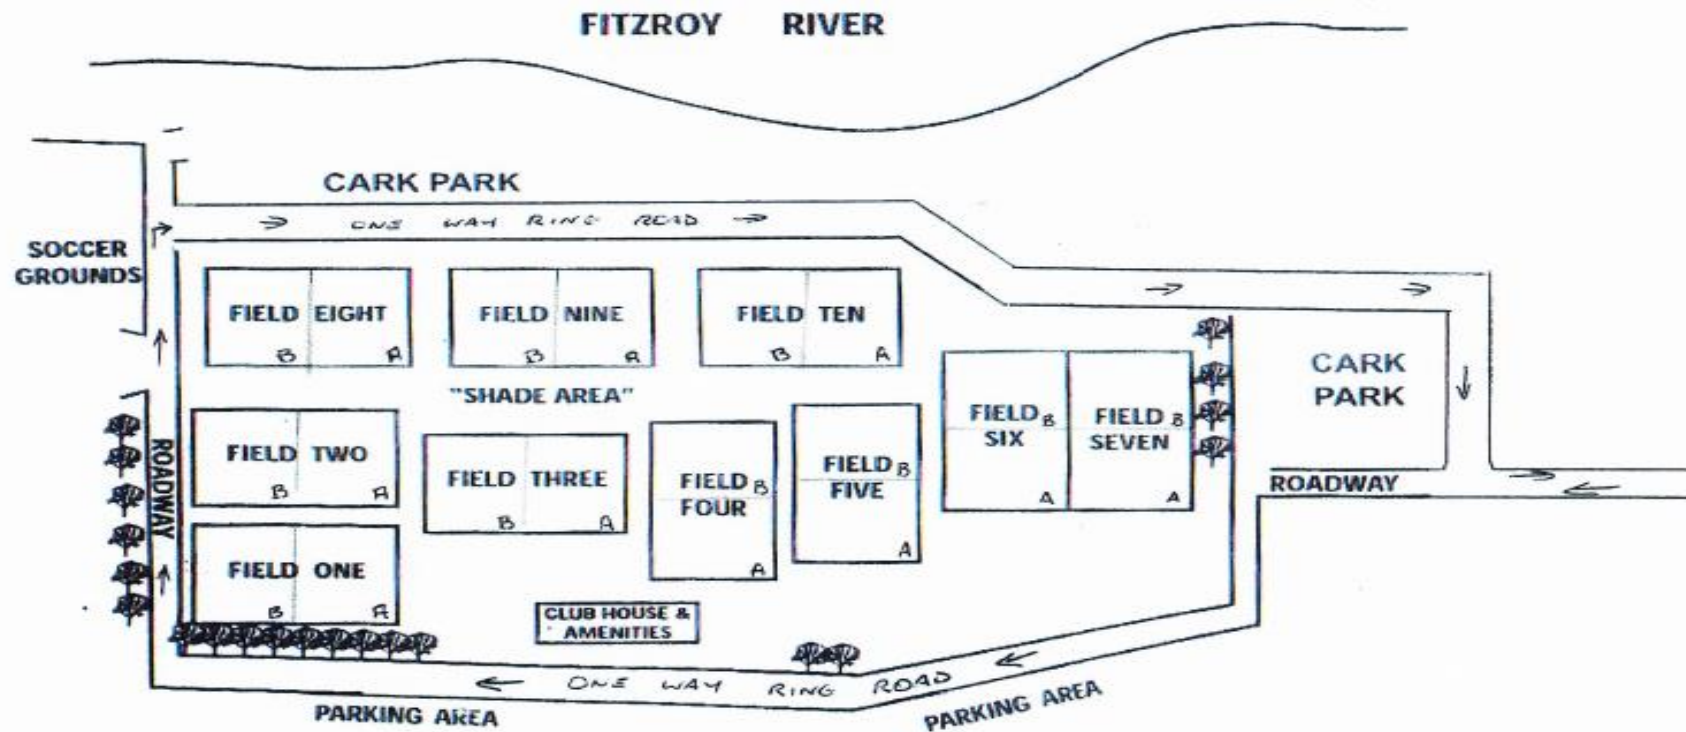 FITZROY RIVER
CARK PARK
ONE WAY RING ROAD
SOCCER
GROUNDS
FIELD EIGHT
B A
FIELD NINE
B A
FIELD TEN
B A
"SHADE AREA"
CARK
PARK
FIELD B
SIX
A
FIELD B
SEVEN
A
ROADWAY
FIELD TWO
B A
FIELD THREE
B A
FIELD B
FOUR
A
FIELD B
FIVE
A
ROADWAY
FIELD ONE
B A
CLUB HOUSE &
AMENITIES
ONE WAY RING ROAD
PARKING AREA
PARKING AREA